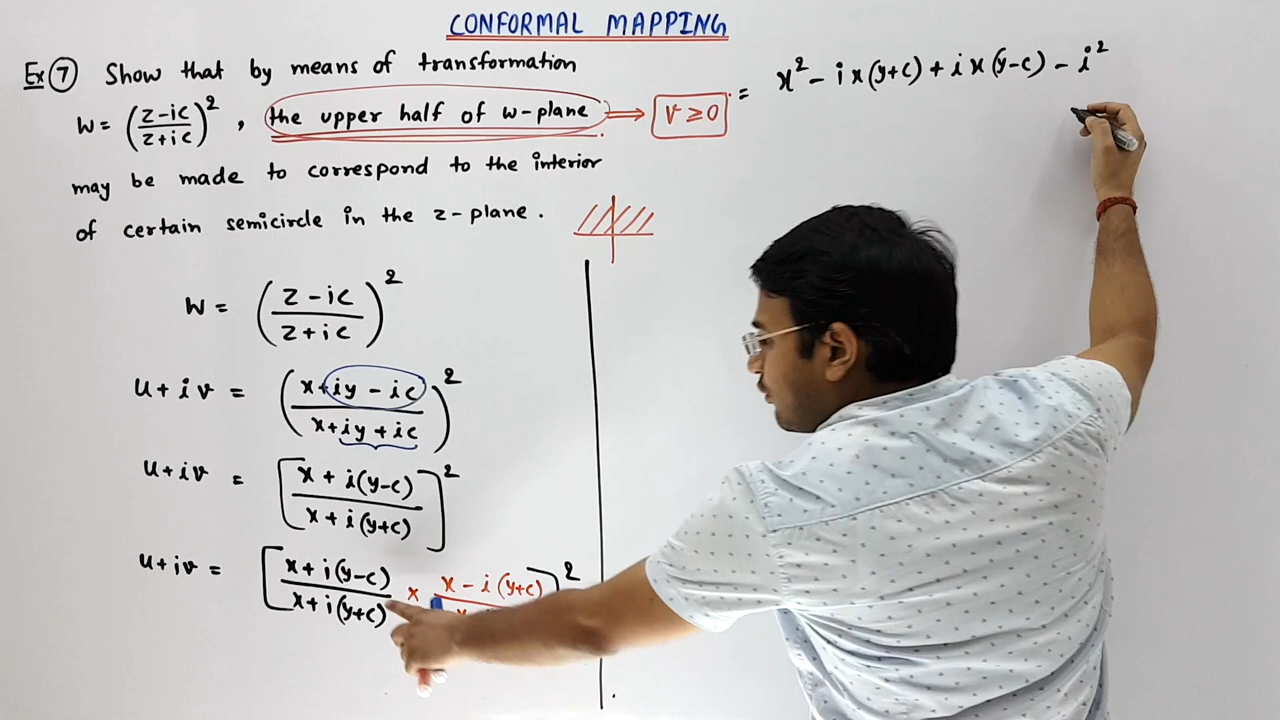 CONFORMAL MAPPING
Ex 7 Show that by means of transformation
W = ((z-ic)/(z+ic))², the upper half of w-plane ⟹ V ≥ 0
may be made to correspond to the interior
of certain semicircle in the z-plane.
W = ((z-ic)/(z+ic))²
u+iv = ((x+iy-ic)/(x+iy+ic))²
u+iv = [(x+i(y-c))/(x+i(y+c))]²
u+iv = [(x+i(y-c))/(x+i(y+c)) × (x-i(y+c))/
]²
= x² - ix(y+c) + ix(y-c) - i²